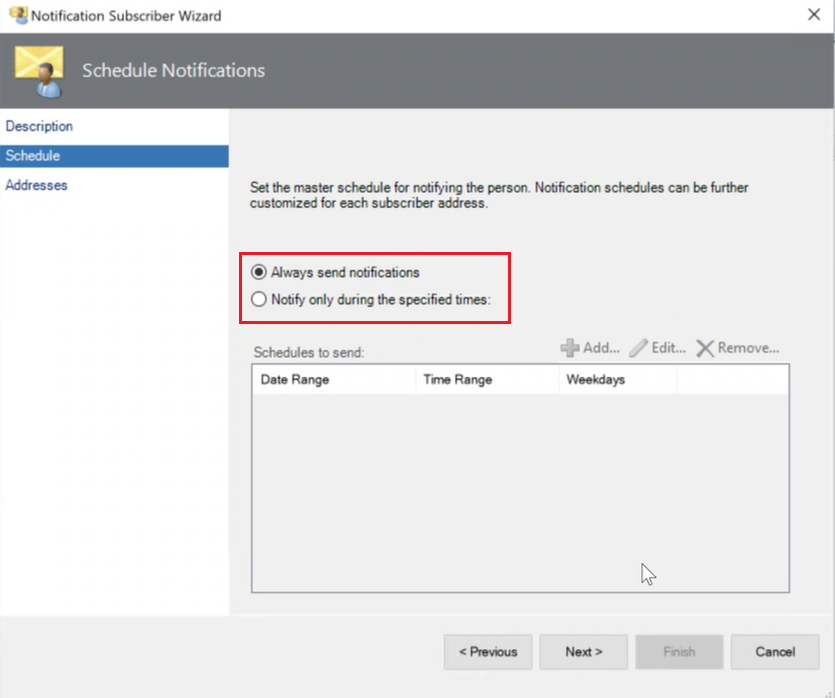 Notification Subscriber Wizard
Schedule Notifications
Description
Schedule
Addresses
Set the master schedule for notifying the person. Notification schedules can be further
customized for each subscriber address.
Always send notifications
Notify only during the specified times:
Schedules to send:
Add... Edit... Remove...
Date Range Time Range Weekdays
< Previous Next > Finish Cancel